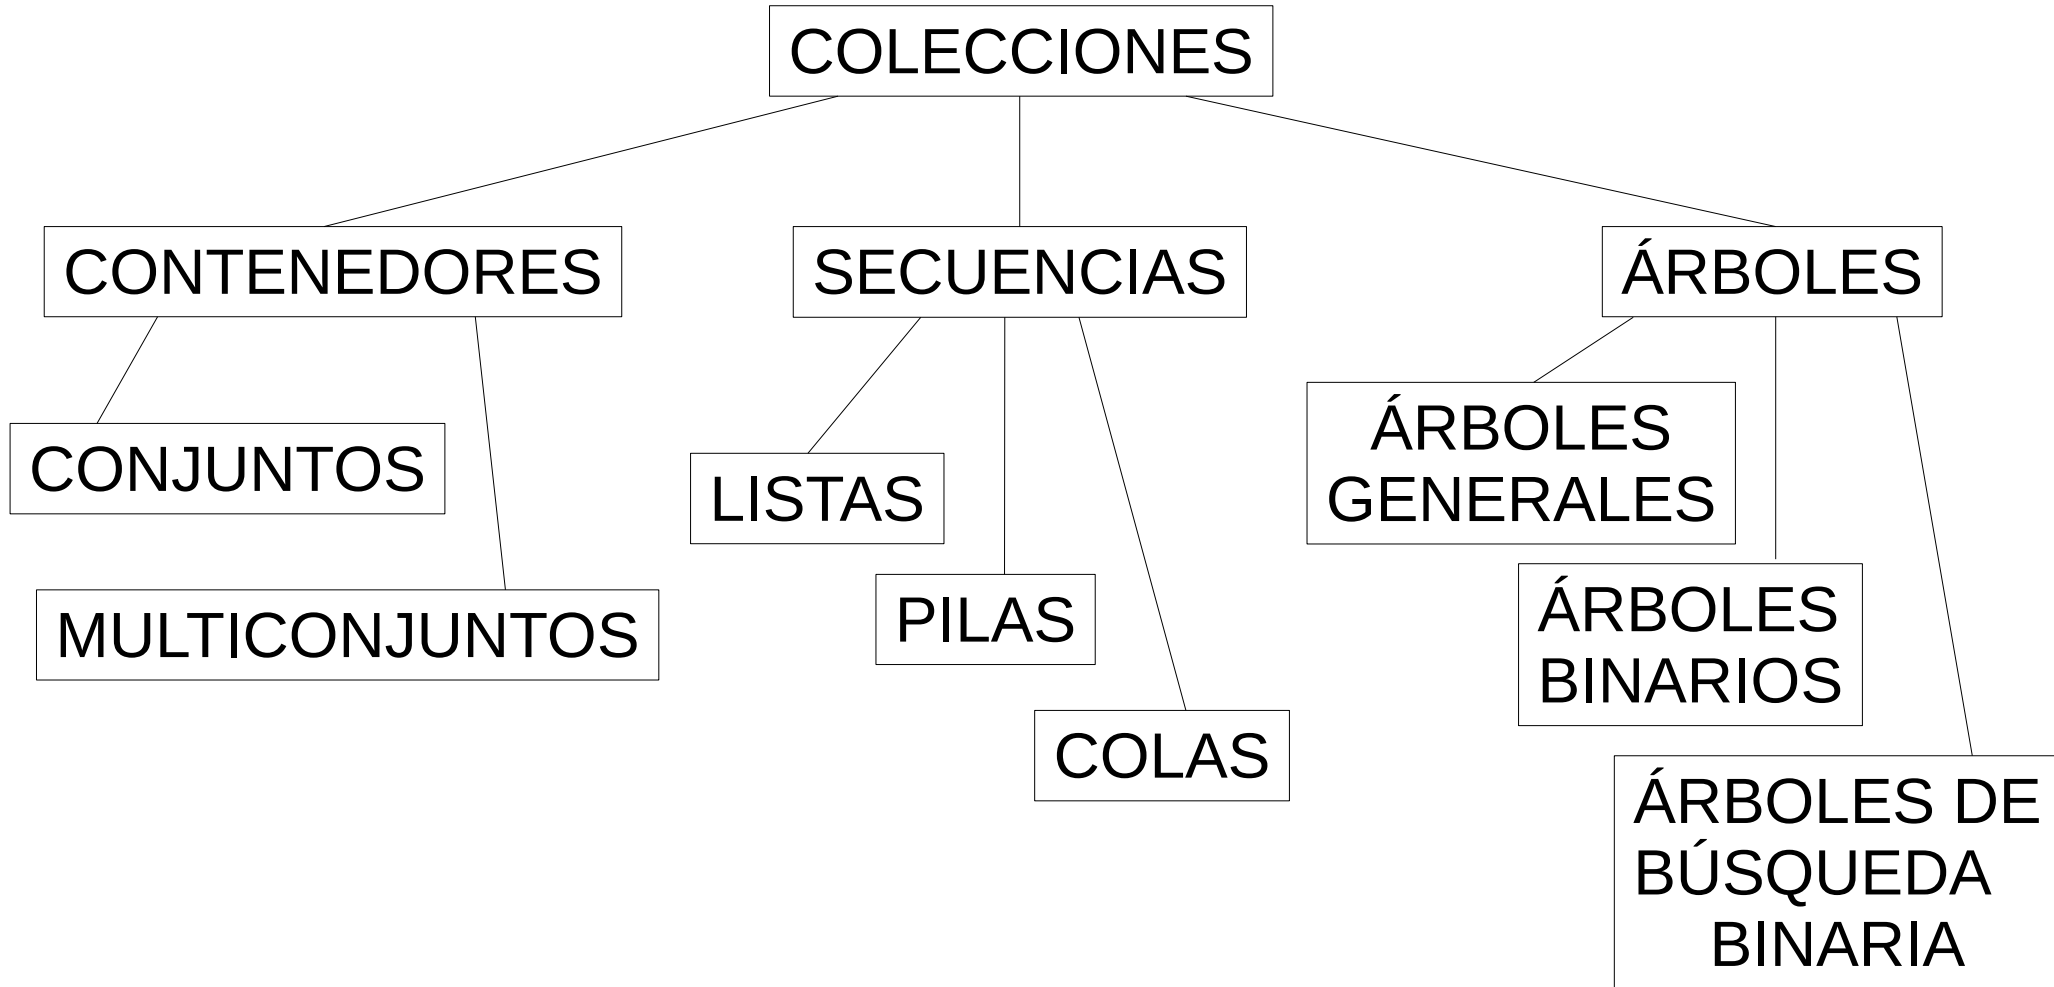 COLECCIONES
CONTENEDORES
SECUENCIAS
ÁRBOLES
CONJUNTOS
MULTICONJUNTOS
LISTAS
PILAS
COLAS
ÁRBOLES
GENERALES
ÁRBOLES
BINARIOS
ÁRBOLES DE
BÚSQUEDA
BINARIA